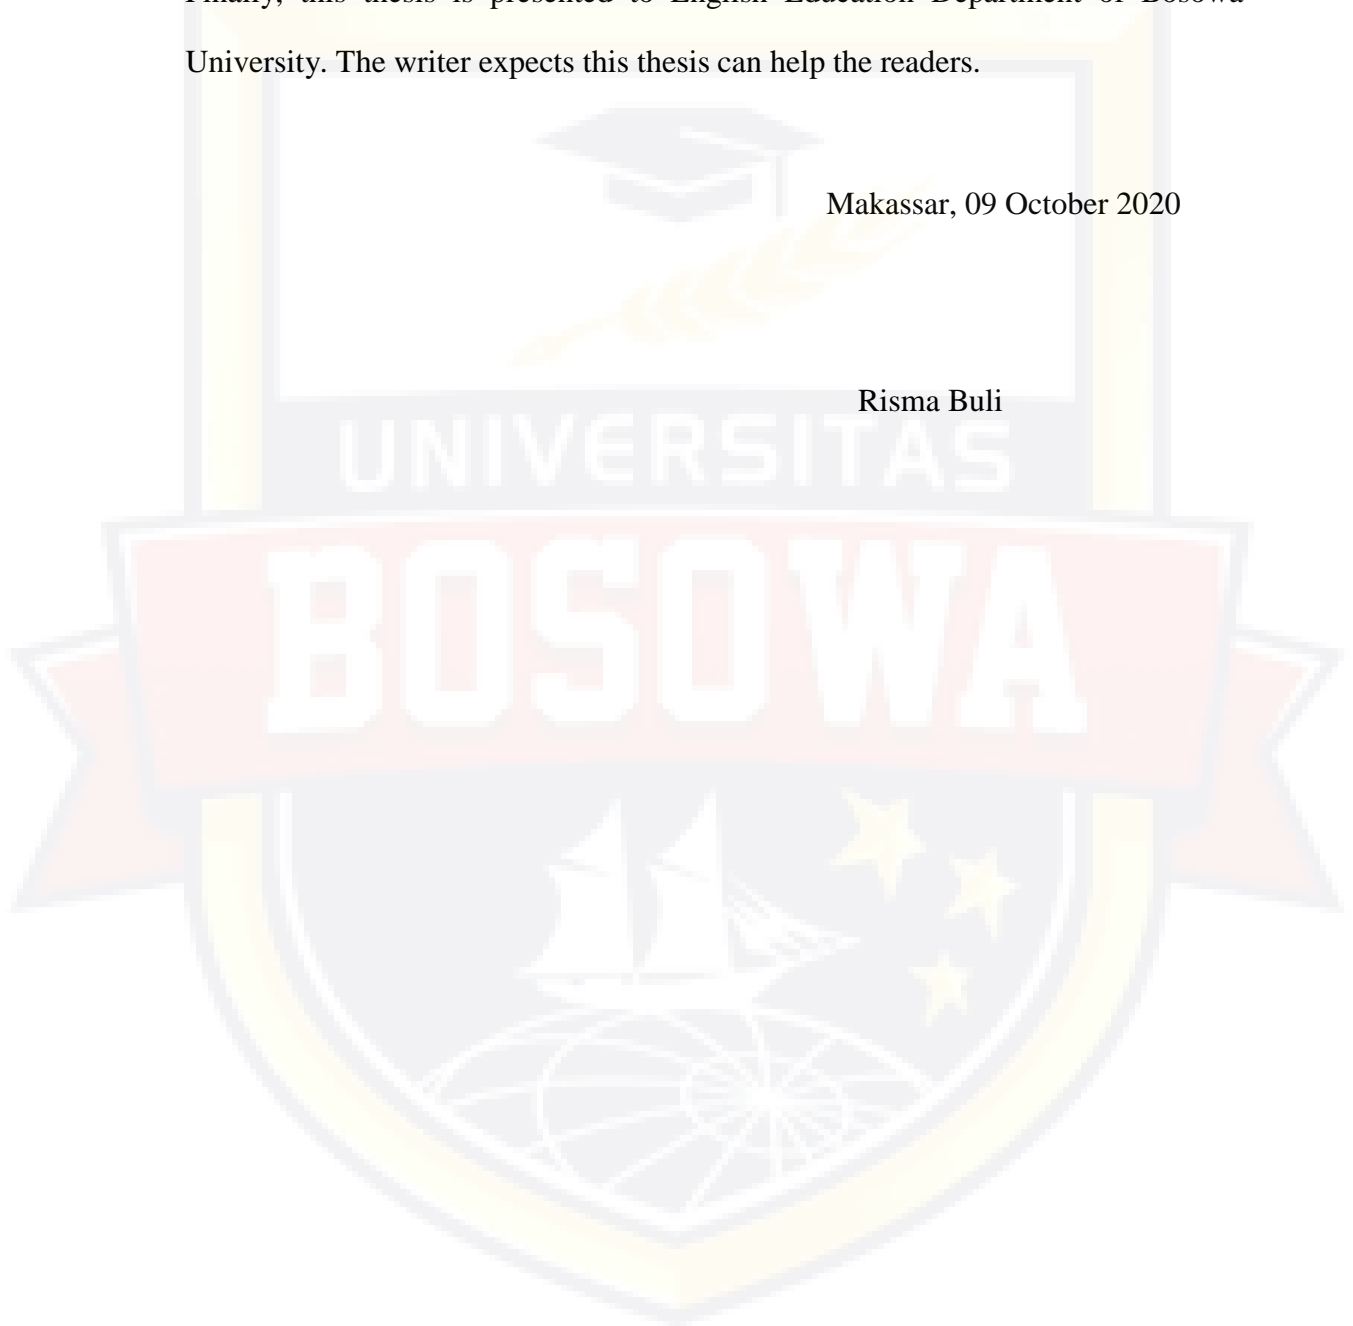 Finally, this thesis is presented to English Education Department of Bosowa
University. The writer expects this thesis can help the readers.
Makassar, 09 October 2020
Risma Buli
UNIVERSITAS
BOSOWA